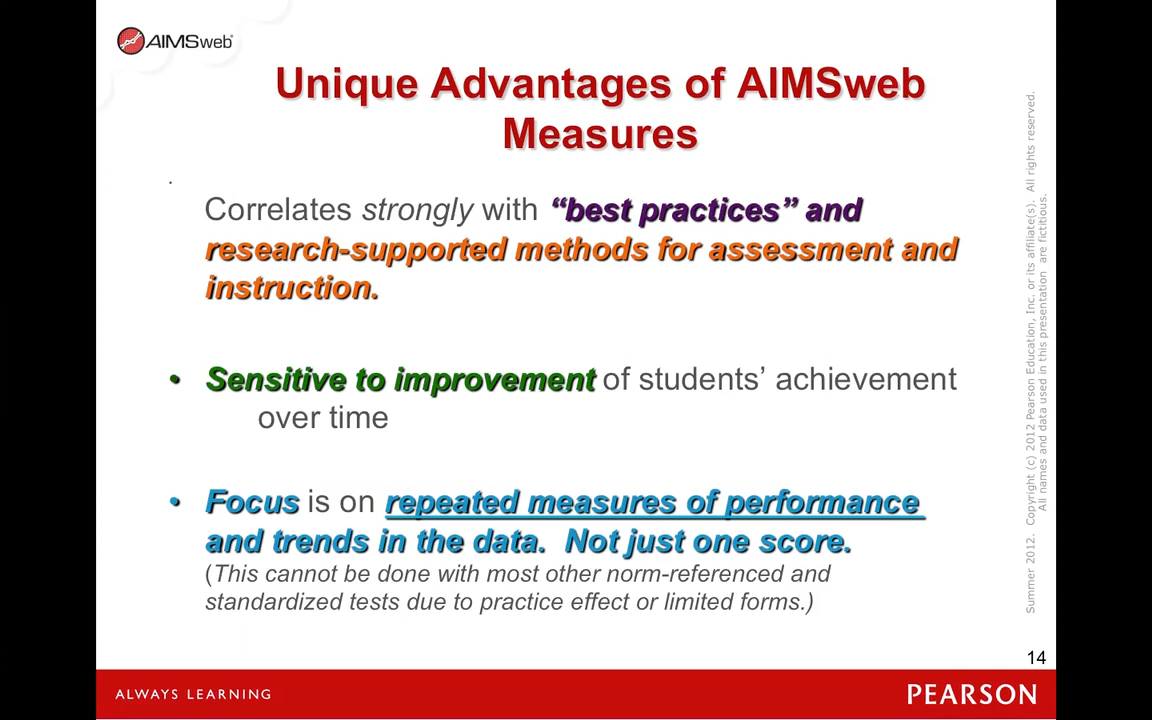 AIMSweb®
Unique Advantages of AIMSweb
Measures
.
Correlates strongly with “best practices” and
research-supported methods for assessment and
instruction.
• Sensitive to improvement of students’ achievement
over time
• Focus is on repeated measures of performance
and trends in the data. Not just one score.
(This cannot be done with most other norm-referenced and
standardized tests due to practice effect or limited forms.)
Summer 2012. Copyright (c) 2012 Pearson Education, Inc. or its affiliate(s). All rights reserved.
All names and data used in this presentation are fictitious.
14
ALWAYS LEARNING
PEARSON